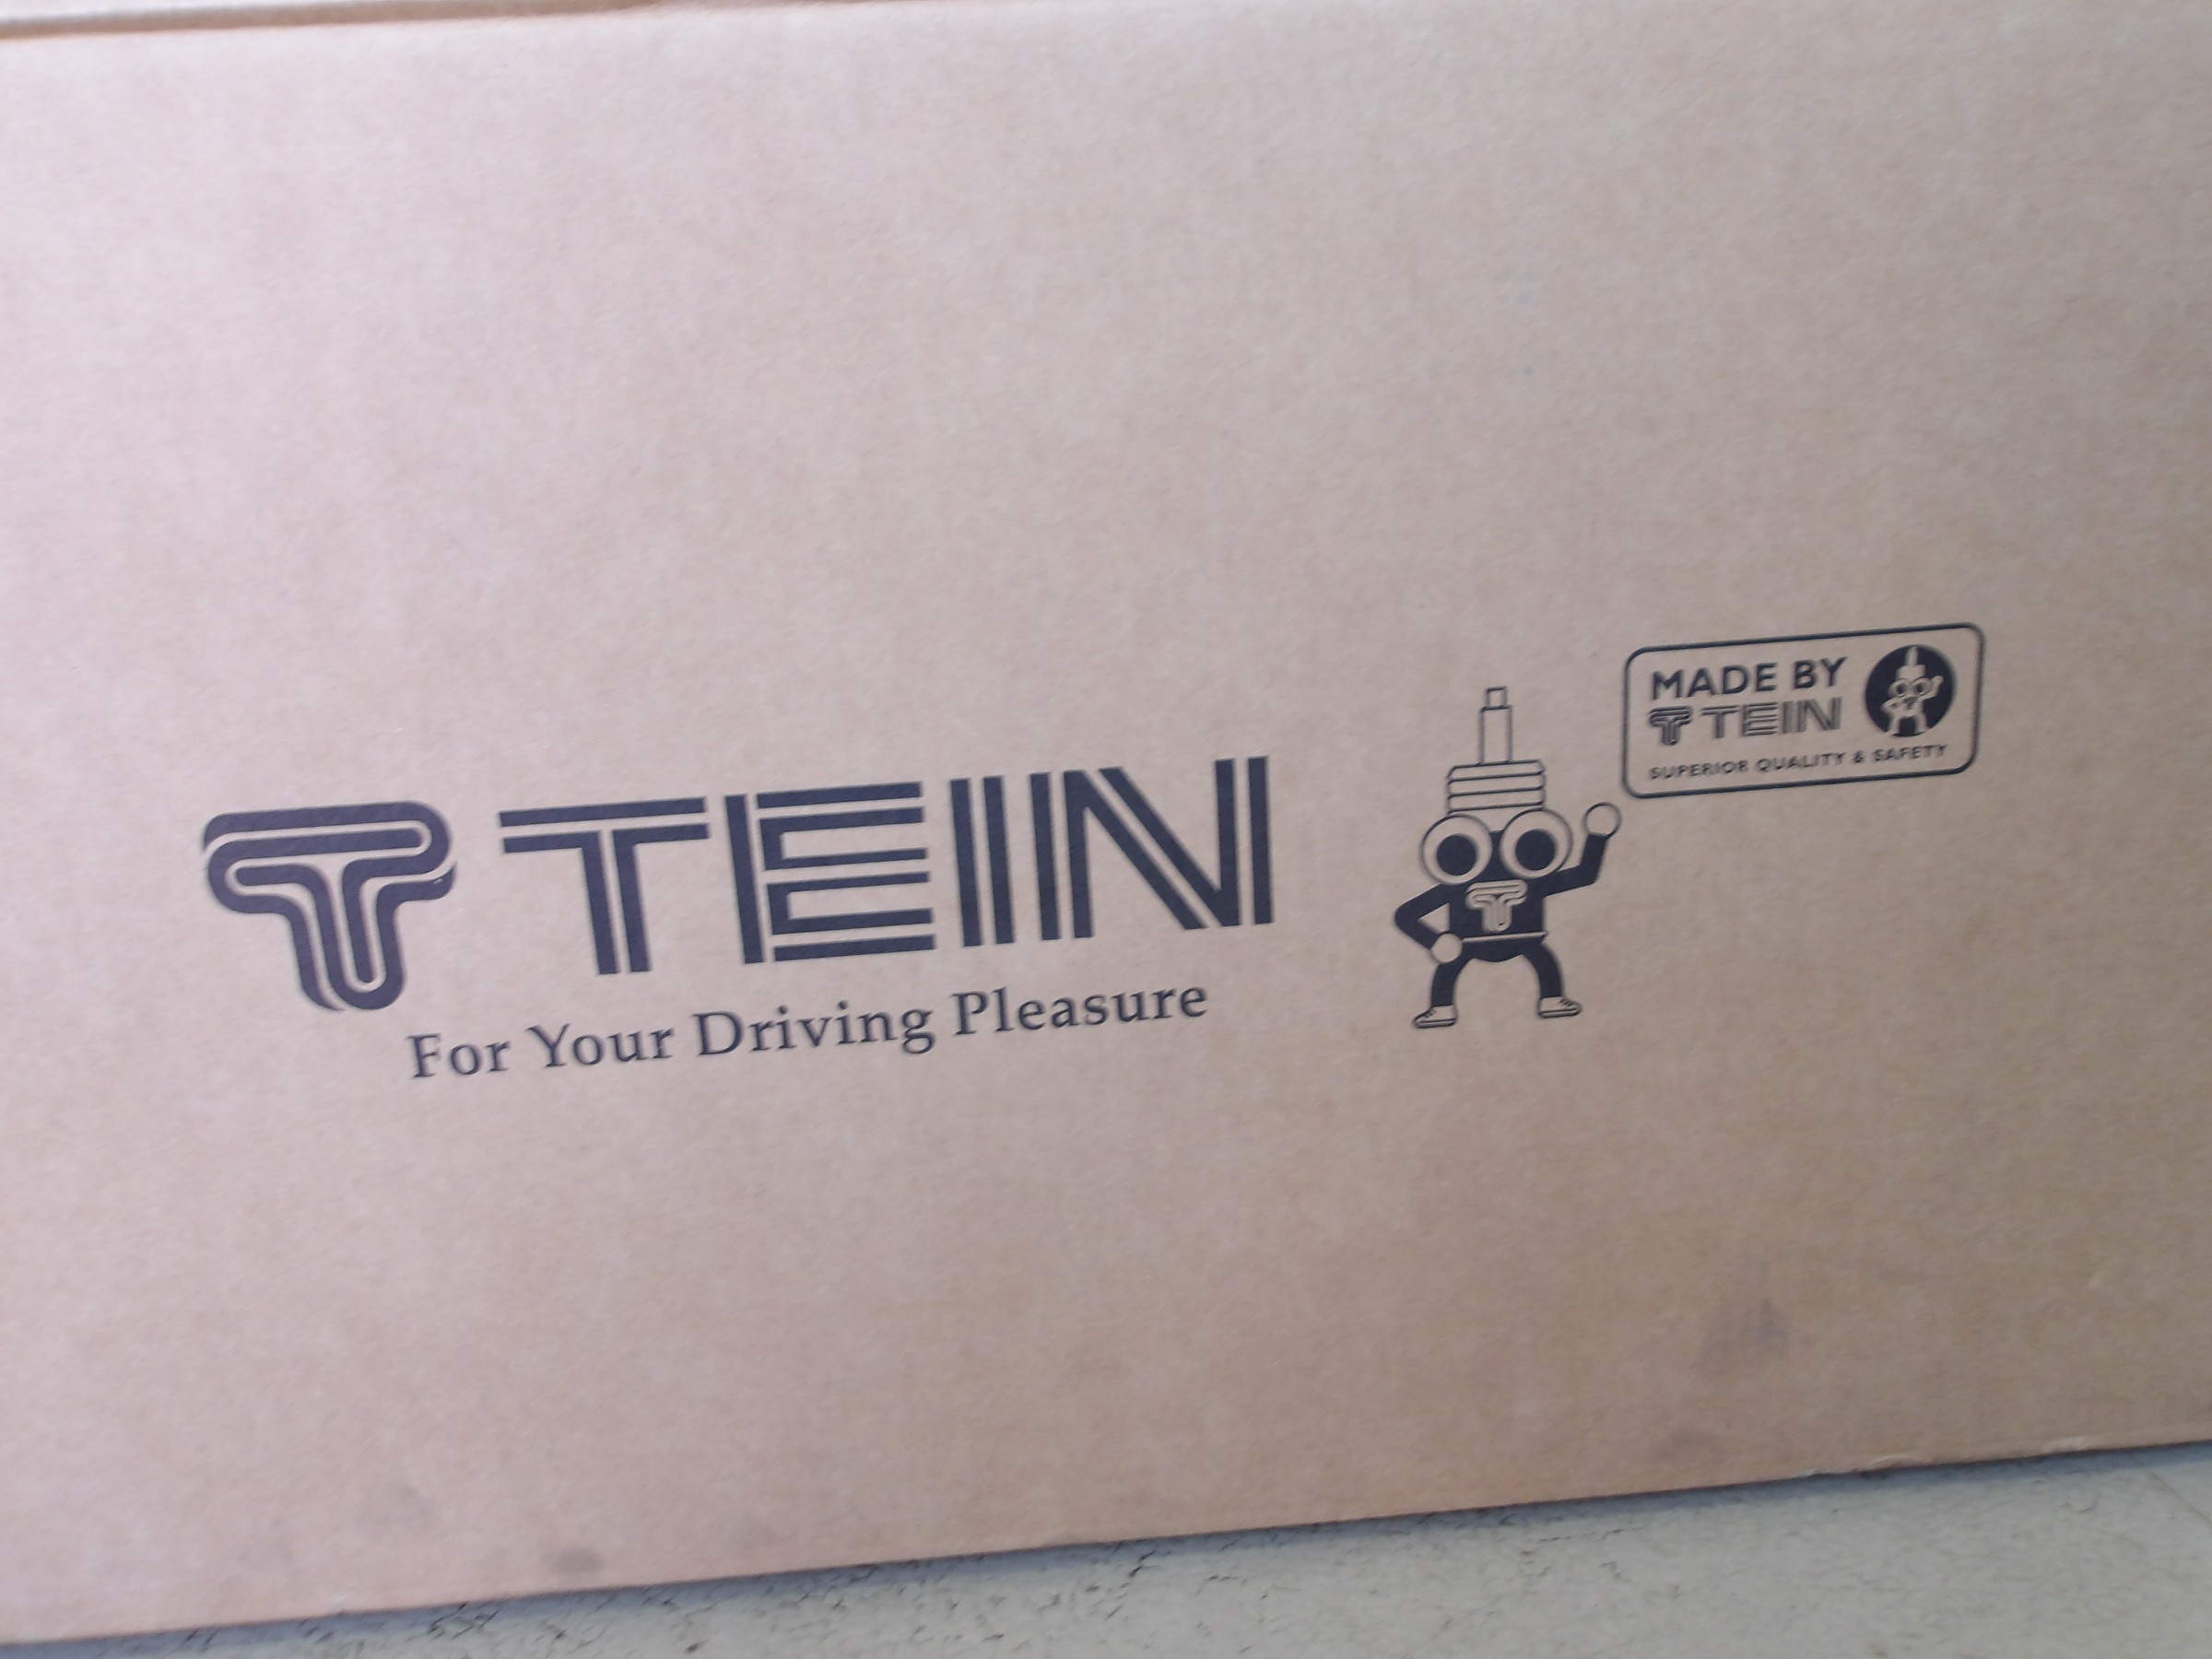 TEIN
For Your Driving Pleasure
MADE BY
TEIN
SUPERIOR QUALITY & SAFETY